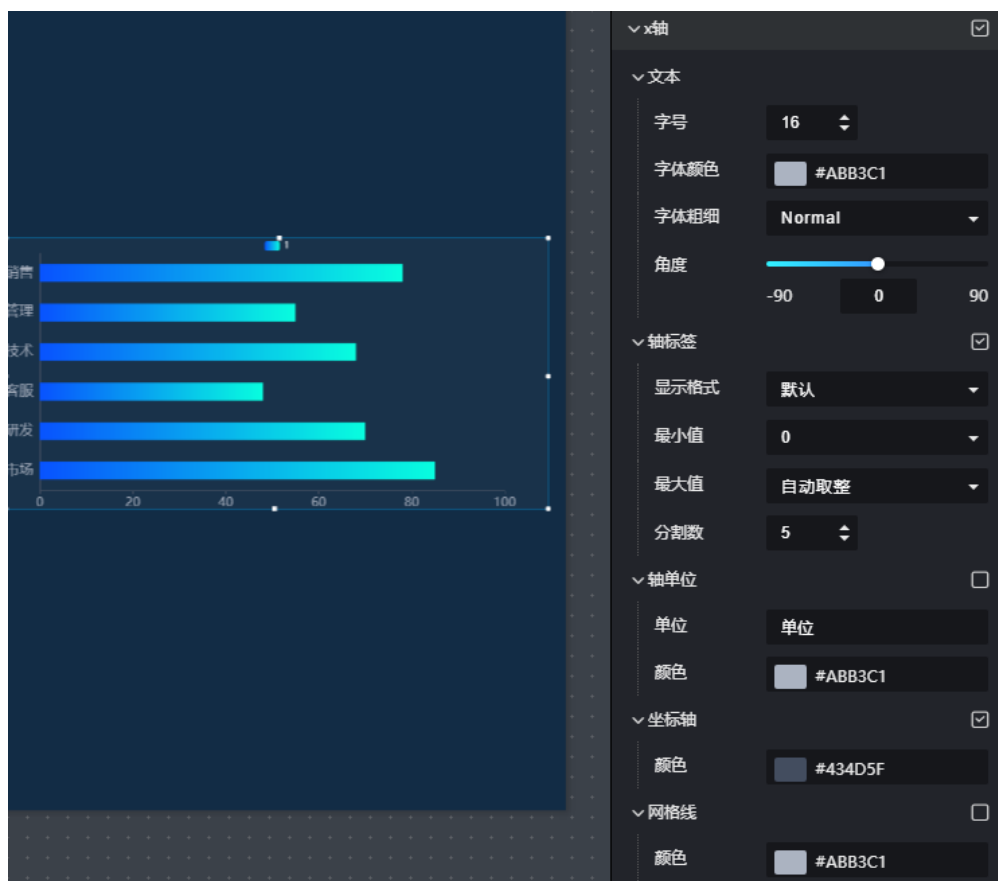 1
销售
管理
技术
客服
研发
市场
0 20 40 60 80 100
x轴
文本
字号 16
字体颜色 #ABB3C1
字体粗细 Normal
角度
-90 0 90
轴标签
显示格式 默认
最小值 0
最大值 自动取整
分割数 5
轴单位
单位 单位
颜色 #ABB3C1
坐标轴
颜色 #434D5F
网格线
颜色 #ABB3C1